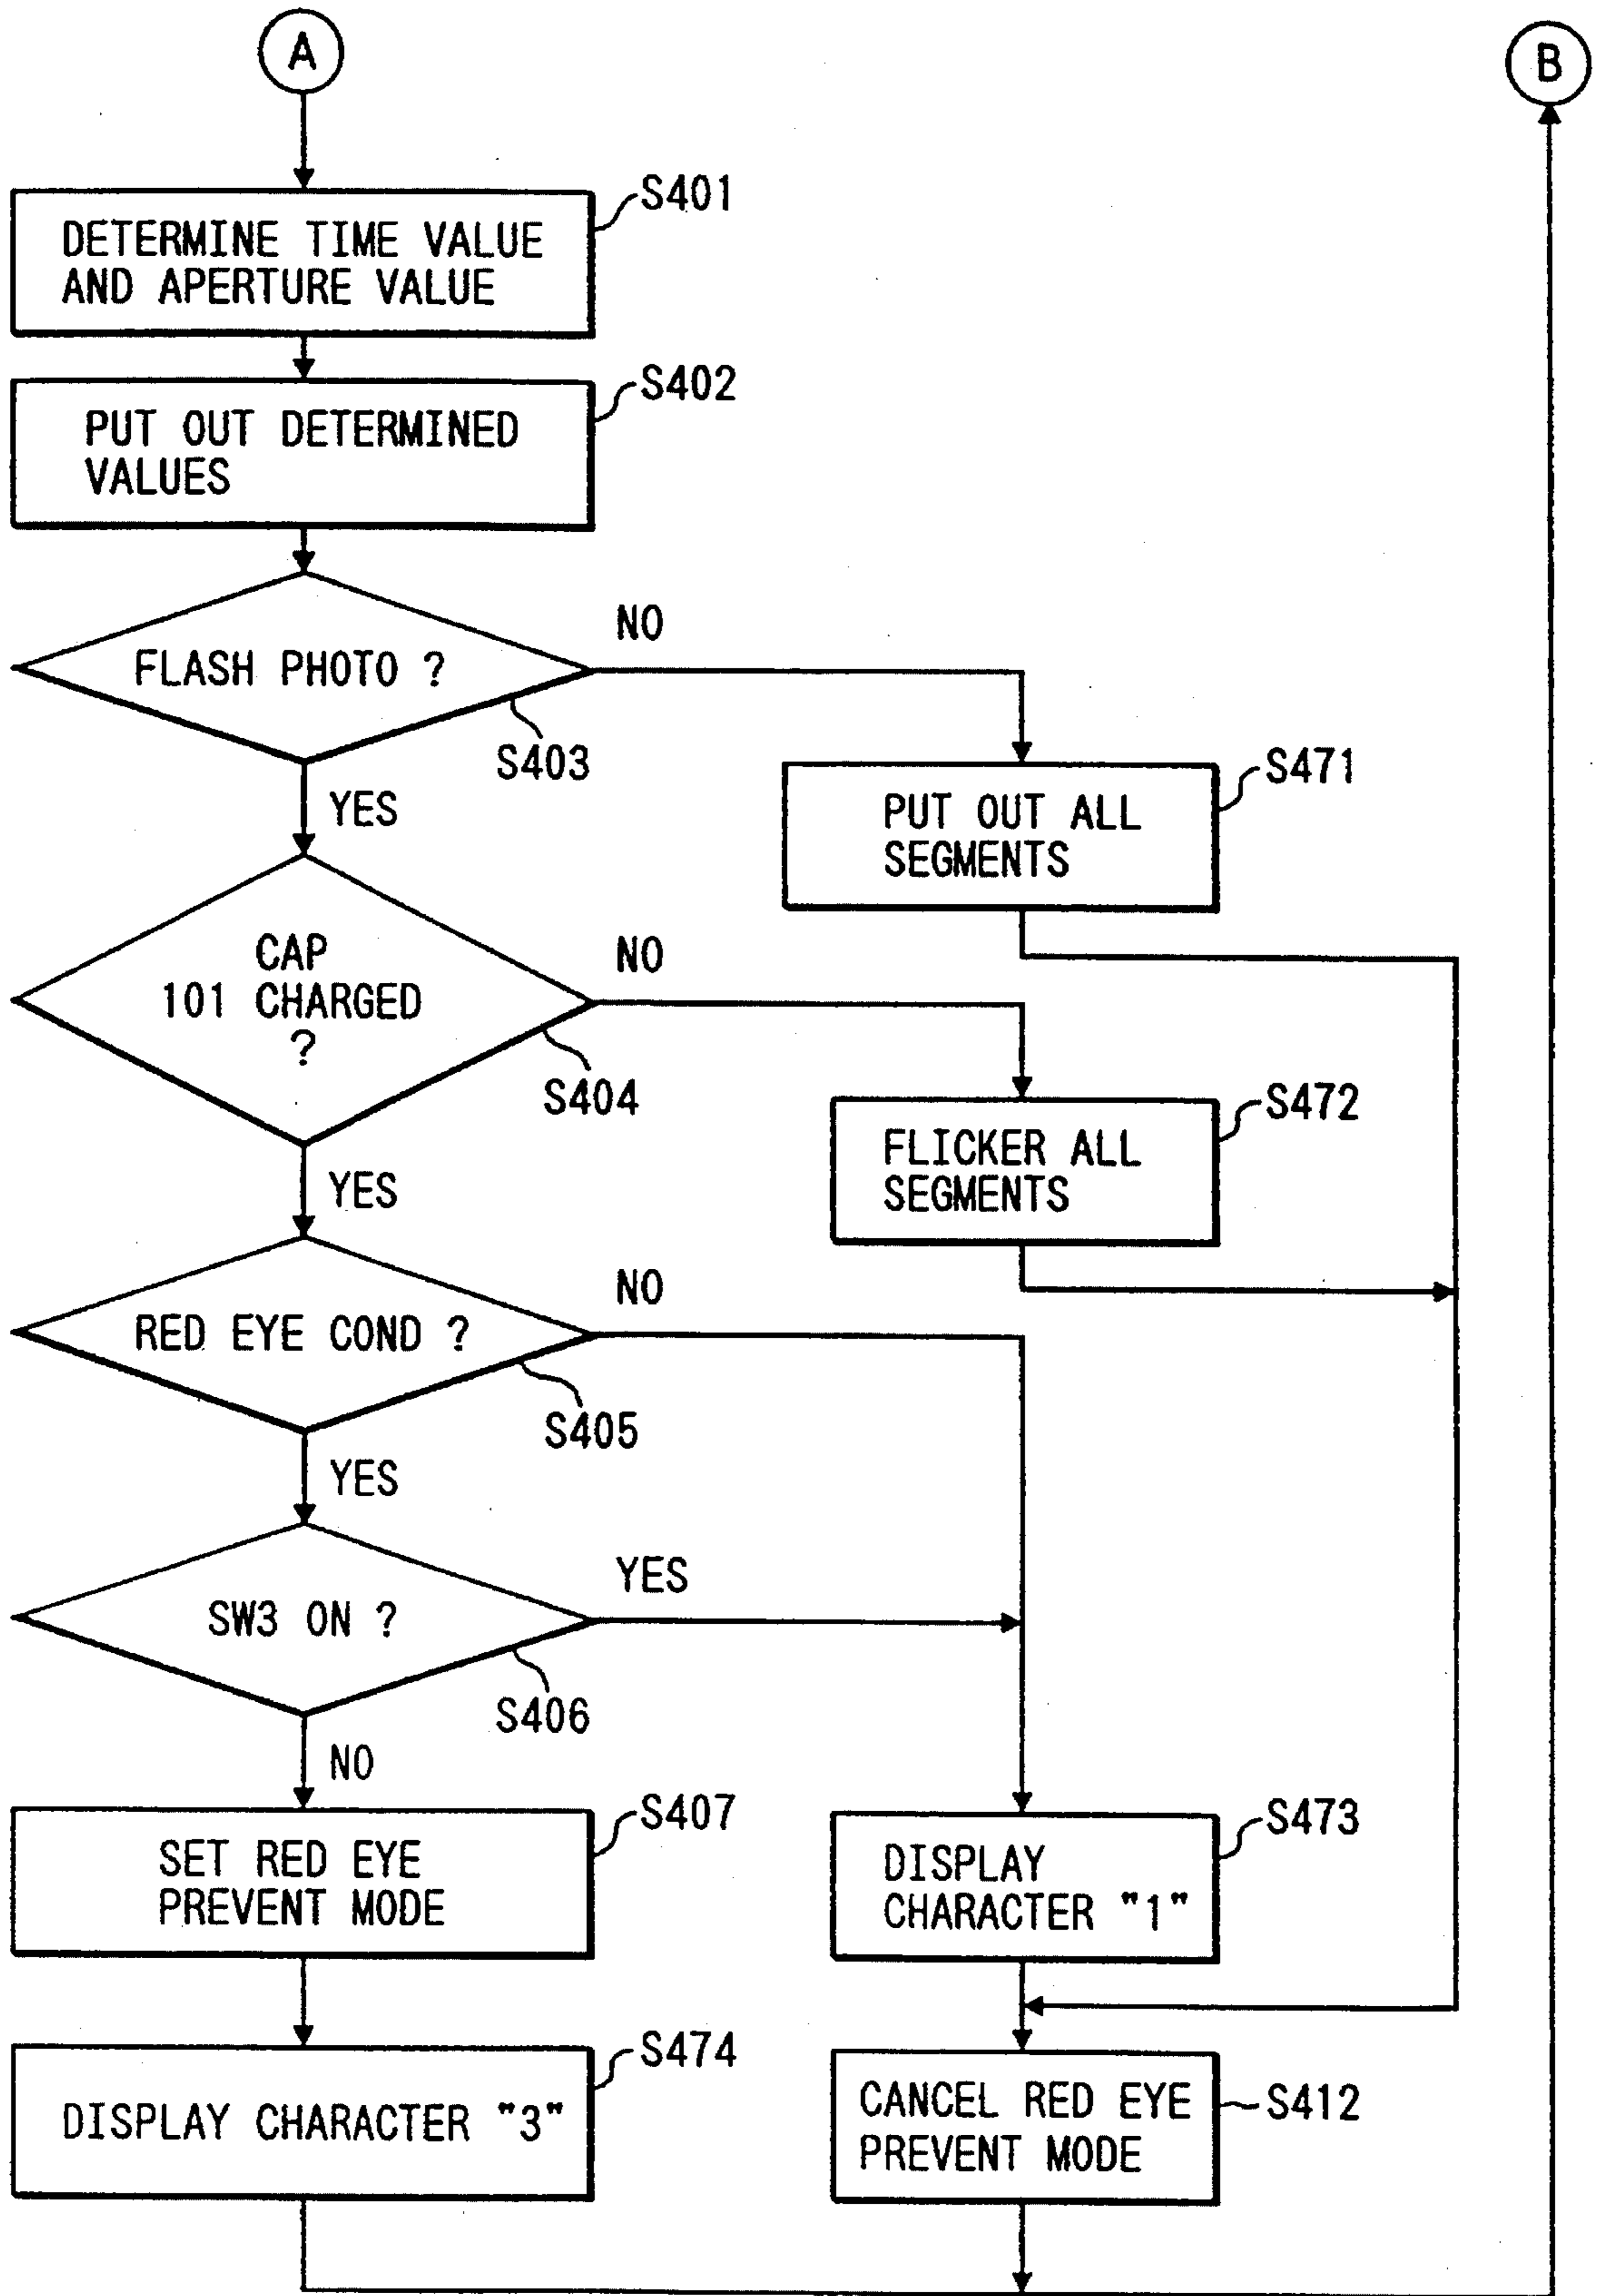 A
B
S401
DETERMINE TIME VALUE
AND APERTURE VALUE
S402
PUT OUT DETERMINED
VALUES
NO
FLASH PHOTO ?
S403
YES
S471
PUT OUT ALL
SEGMENTS
CAP
101 CHARGED
?
NO
S404
YES
S472
FLICKER ALL
SEGMENTS
NO
RED EYE COND ?
S405
YES
YES
SW3 ON ?
S406
NO
S407
SET RED EYE
PREVENT MODE
S473
DISPLAY
CHARACTER "1"
S474
DISPLAY CHARACTER "3"
S412
CANCEL RED EYE
PREVENT MODE